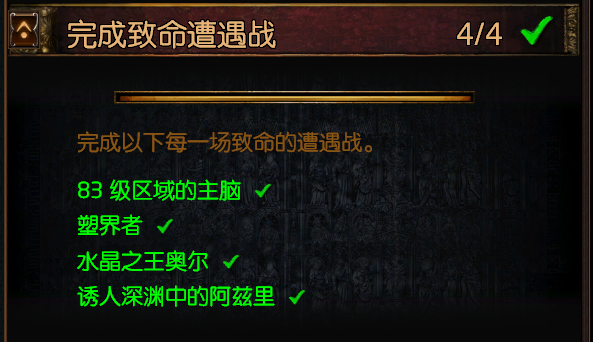 完成致命遭遇战 4/4
完成以下每一场致命的遭遇战。
83 级区域的主脑
塑界者
水晶之王奥尔
诱人深渊中的阿兹里